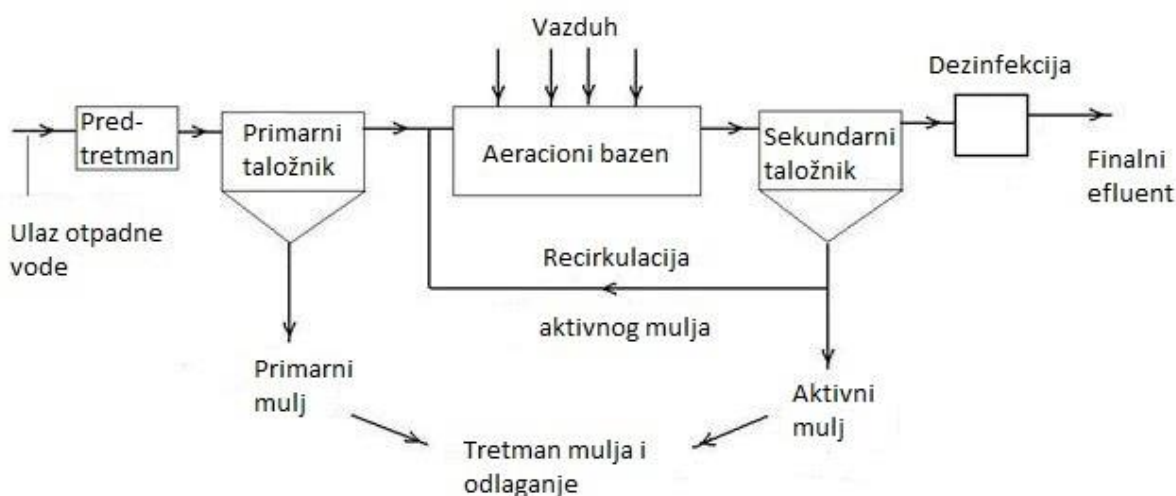 Vazduh
Dezinfekcija
Pred-
tretman
Primarni
taložnik
Aeracioni bazen
Sekundarni
taložnik
Finalni
efluent
Ulaz otpadne
vode
Recirkulacija
aktivnog mulja
Primarni
mulj
Aktivni
mulj
Tretman mulja i
odlaganje